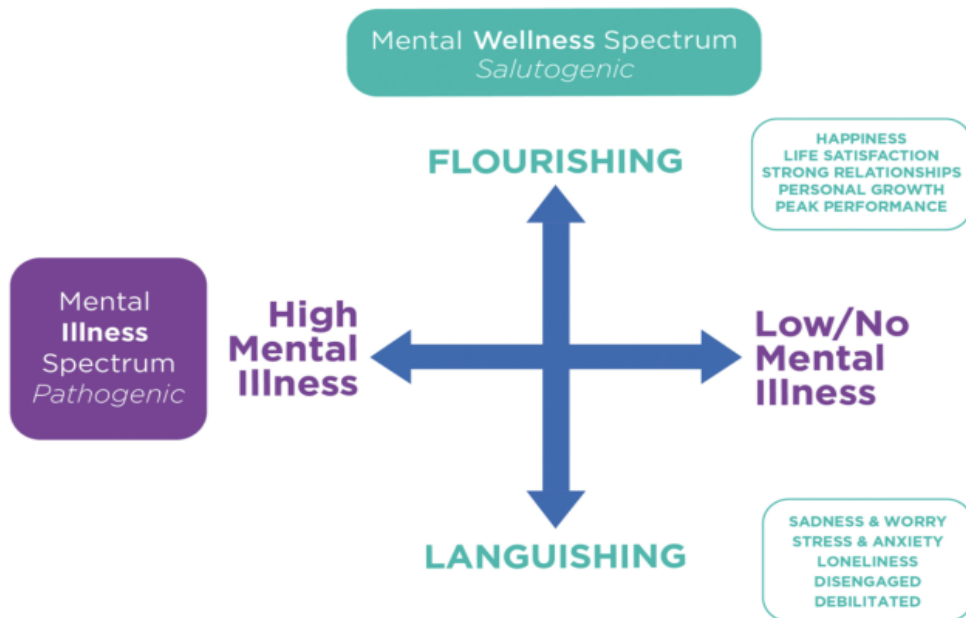 Mental Wellness Spectrum
Salutogenic
FLOURISHING
HAPPINESS
LIFE SATISFACTION
STRONG RELATIONSHIPS
PERSONAL GROWTH
PEAK PERFORMANCE
Mental
Illness
Spectrum
Pathogenic
High
Mental
Illness
Low/No
Mental
Illness
LANGUISHING
SADNESS & WORRY
STRESS & ANXIETY
LONELINESS
DISENGAGED
DEBILITATED